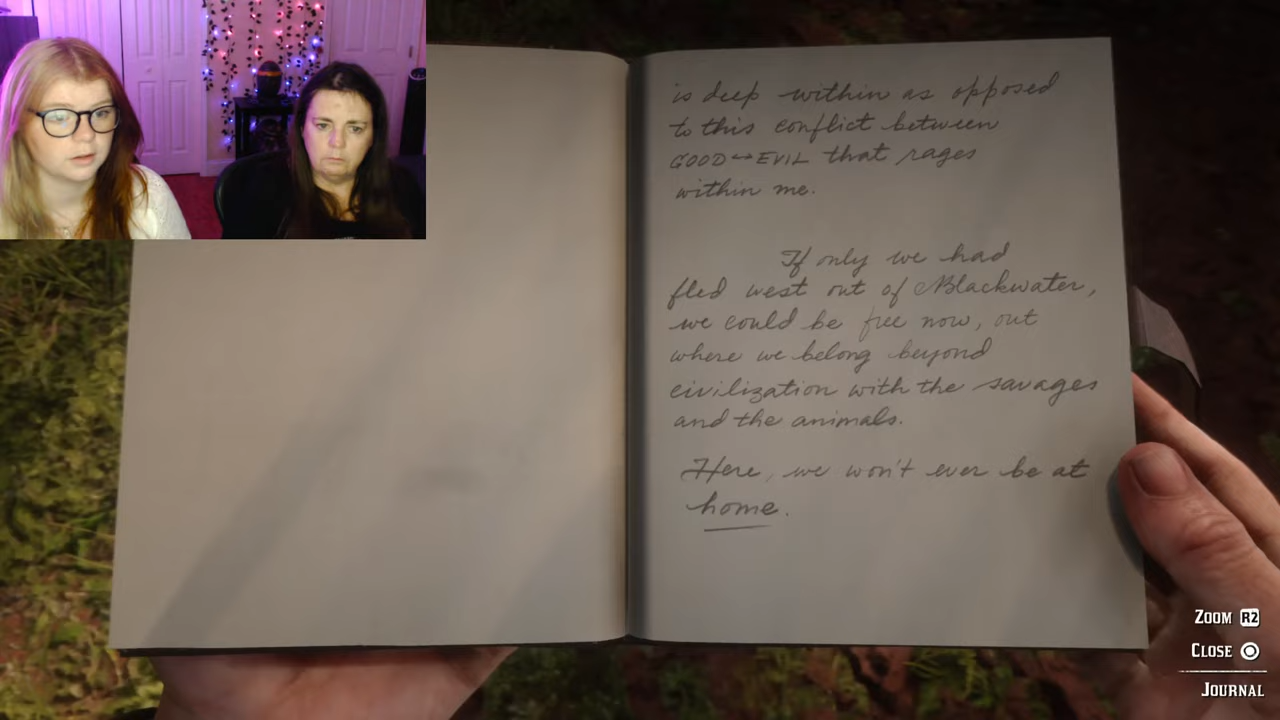 is deep within as opposed
to this conflict between
GOOD↔EVIL that rages
within me.
If only we had
fled west out of Blackwater,
we could be free now, out
where we belong beyond
civilization with the savages
and the animals.
Here, we won't ever be at
home.
ZOOM R2
CLOSE
JOURNAL